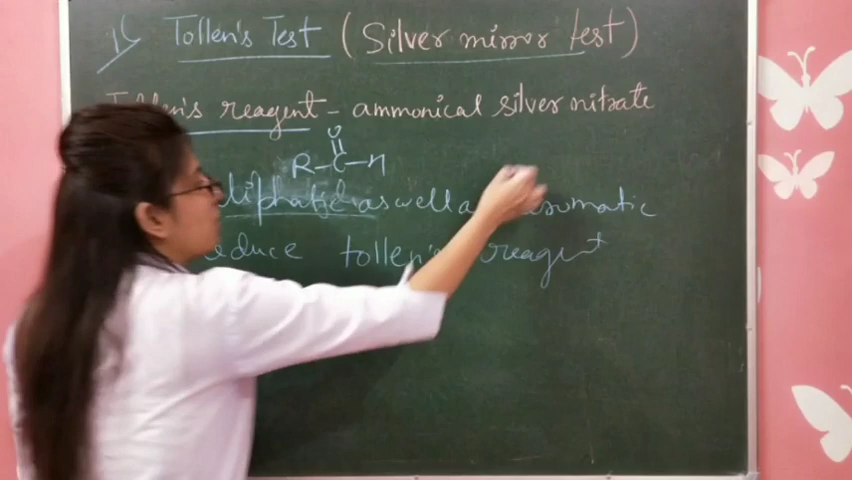 1) Tollen's Test (Silver mirror test)
Tollen's reagent - ammonical silver nitrate
O
R-C-H
aliphatic as well as aromatic
reduce tollen's reagent